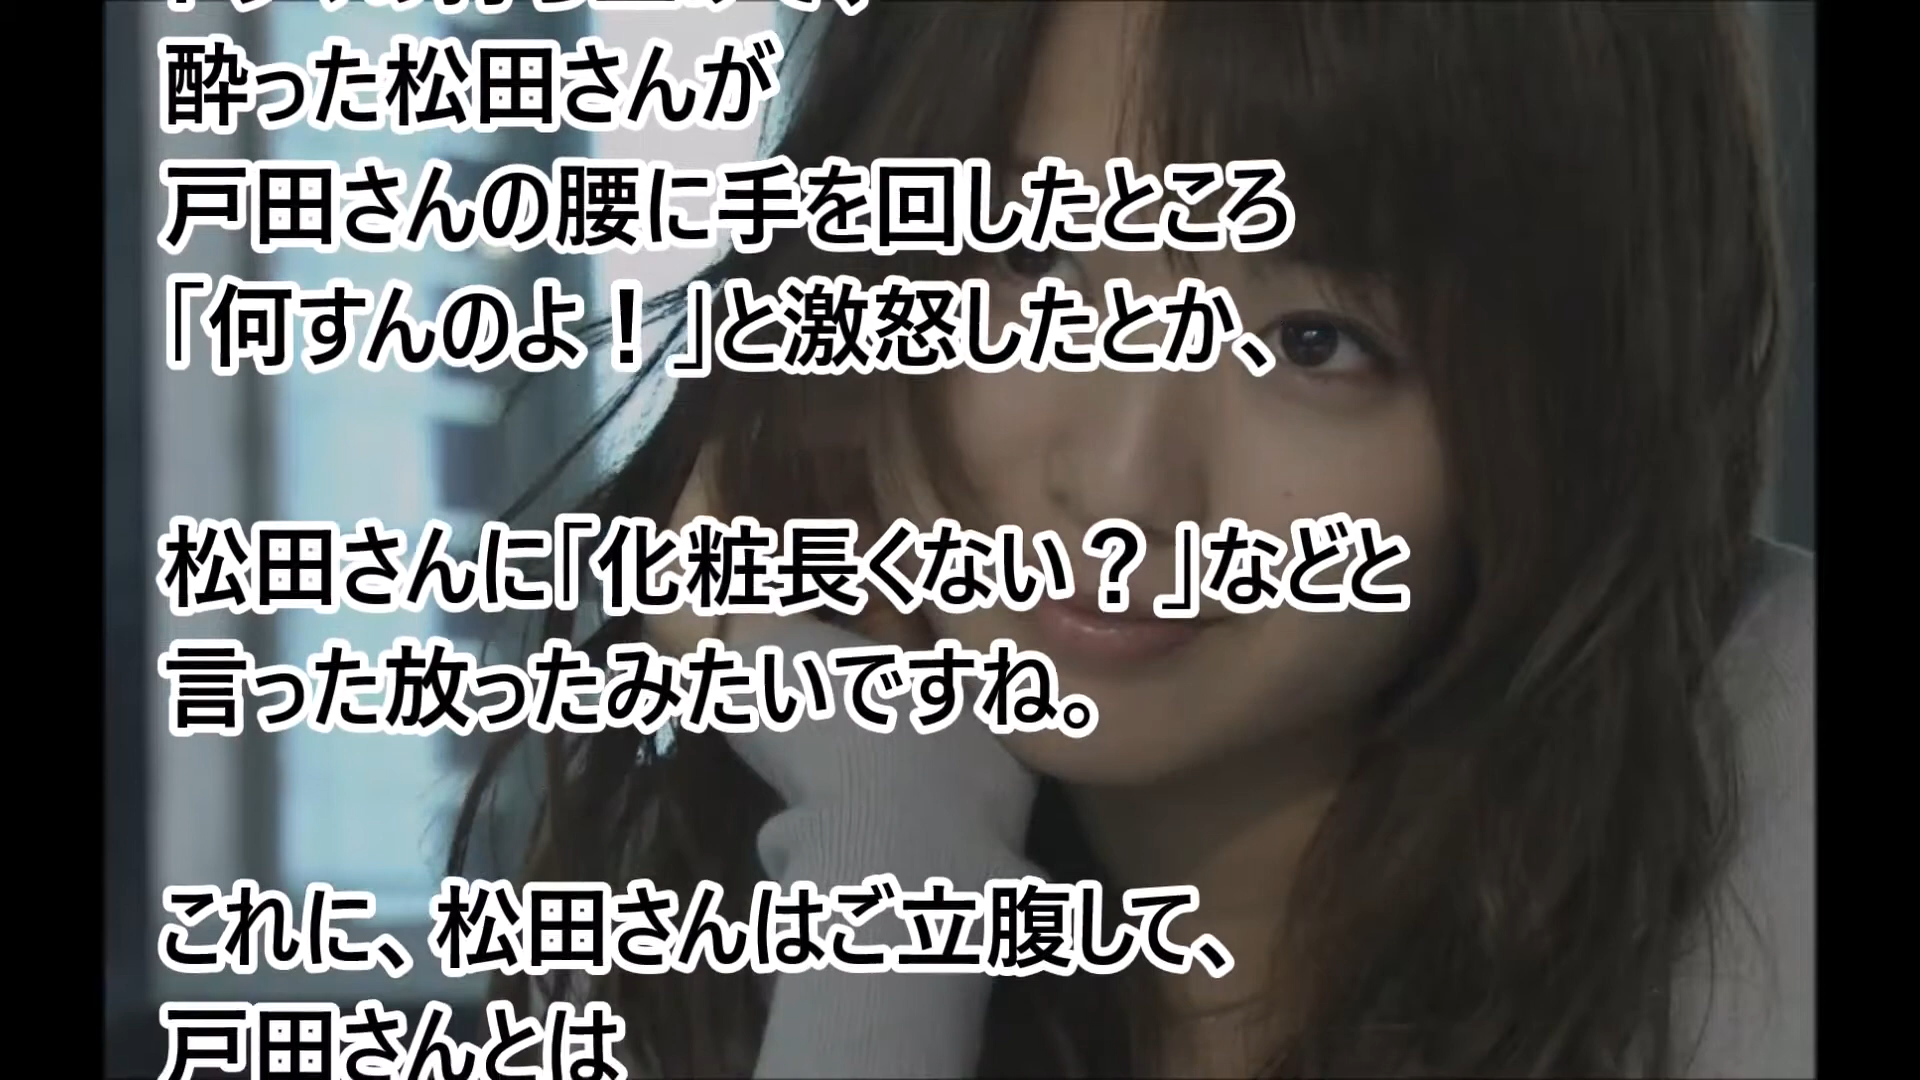 酔った松田さんが
戸田さんの腰に手を回したところ
「何すんのよ！」と激怒したとか、
松田さんに「化粧長くない？」などと
言った放ったみたいですね。
これに、松田さんはご立腹して、
戸田さんとは